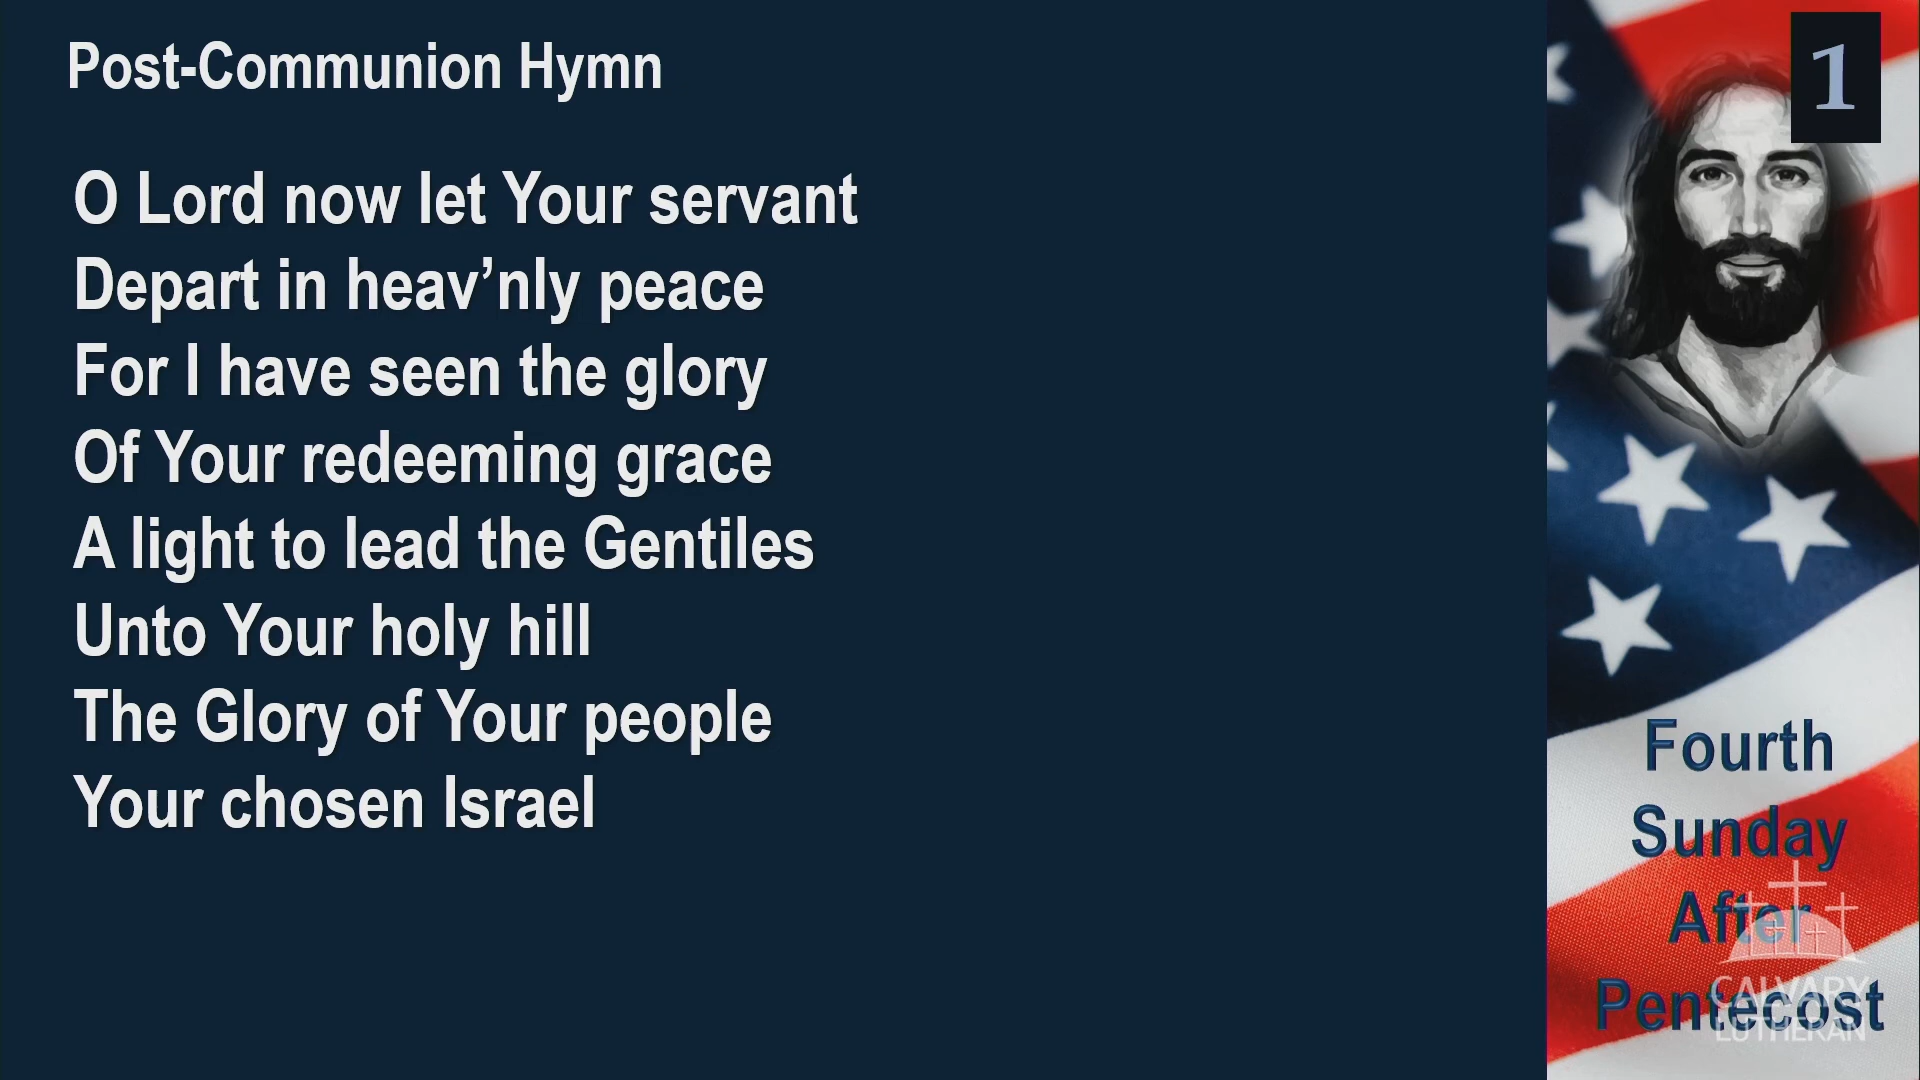 Post-Communion Hymn
O Lord now let Your servant
Depart in heav’nly peace
For I have seen the glory
Of Your redeeming grace
A light to lead the Gentiles
Unto Your holy hill
The Glory of Your people
Your chosen Israel
1
Fourth
Sunday
After
Pentecost
CALVARY
LUTHERAN